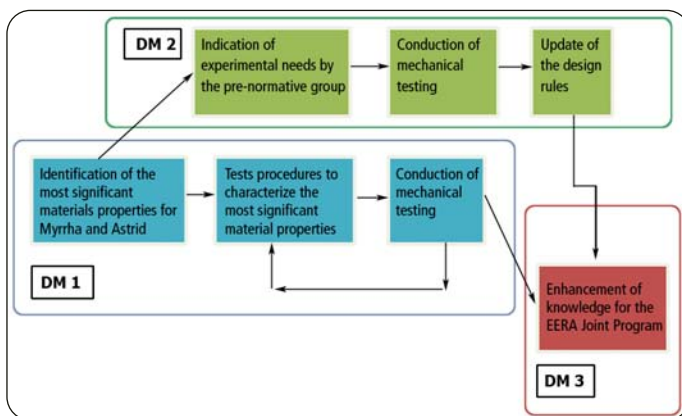 DM 2
Indication of
experimental needs by
the pre-normative group
Conduction of
mechanical
testing
Update of
the design
rules
Identification of the
most significant
materials properties for
Myrrha and Astrid
Tests procedures to
characterize the
most significant
material properties
Conduction of
mechanical
testing
DM 1
Enhancement of
knowledge for the
EERA Joint Program
DM 3